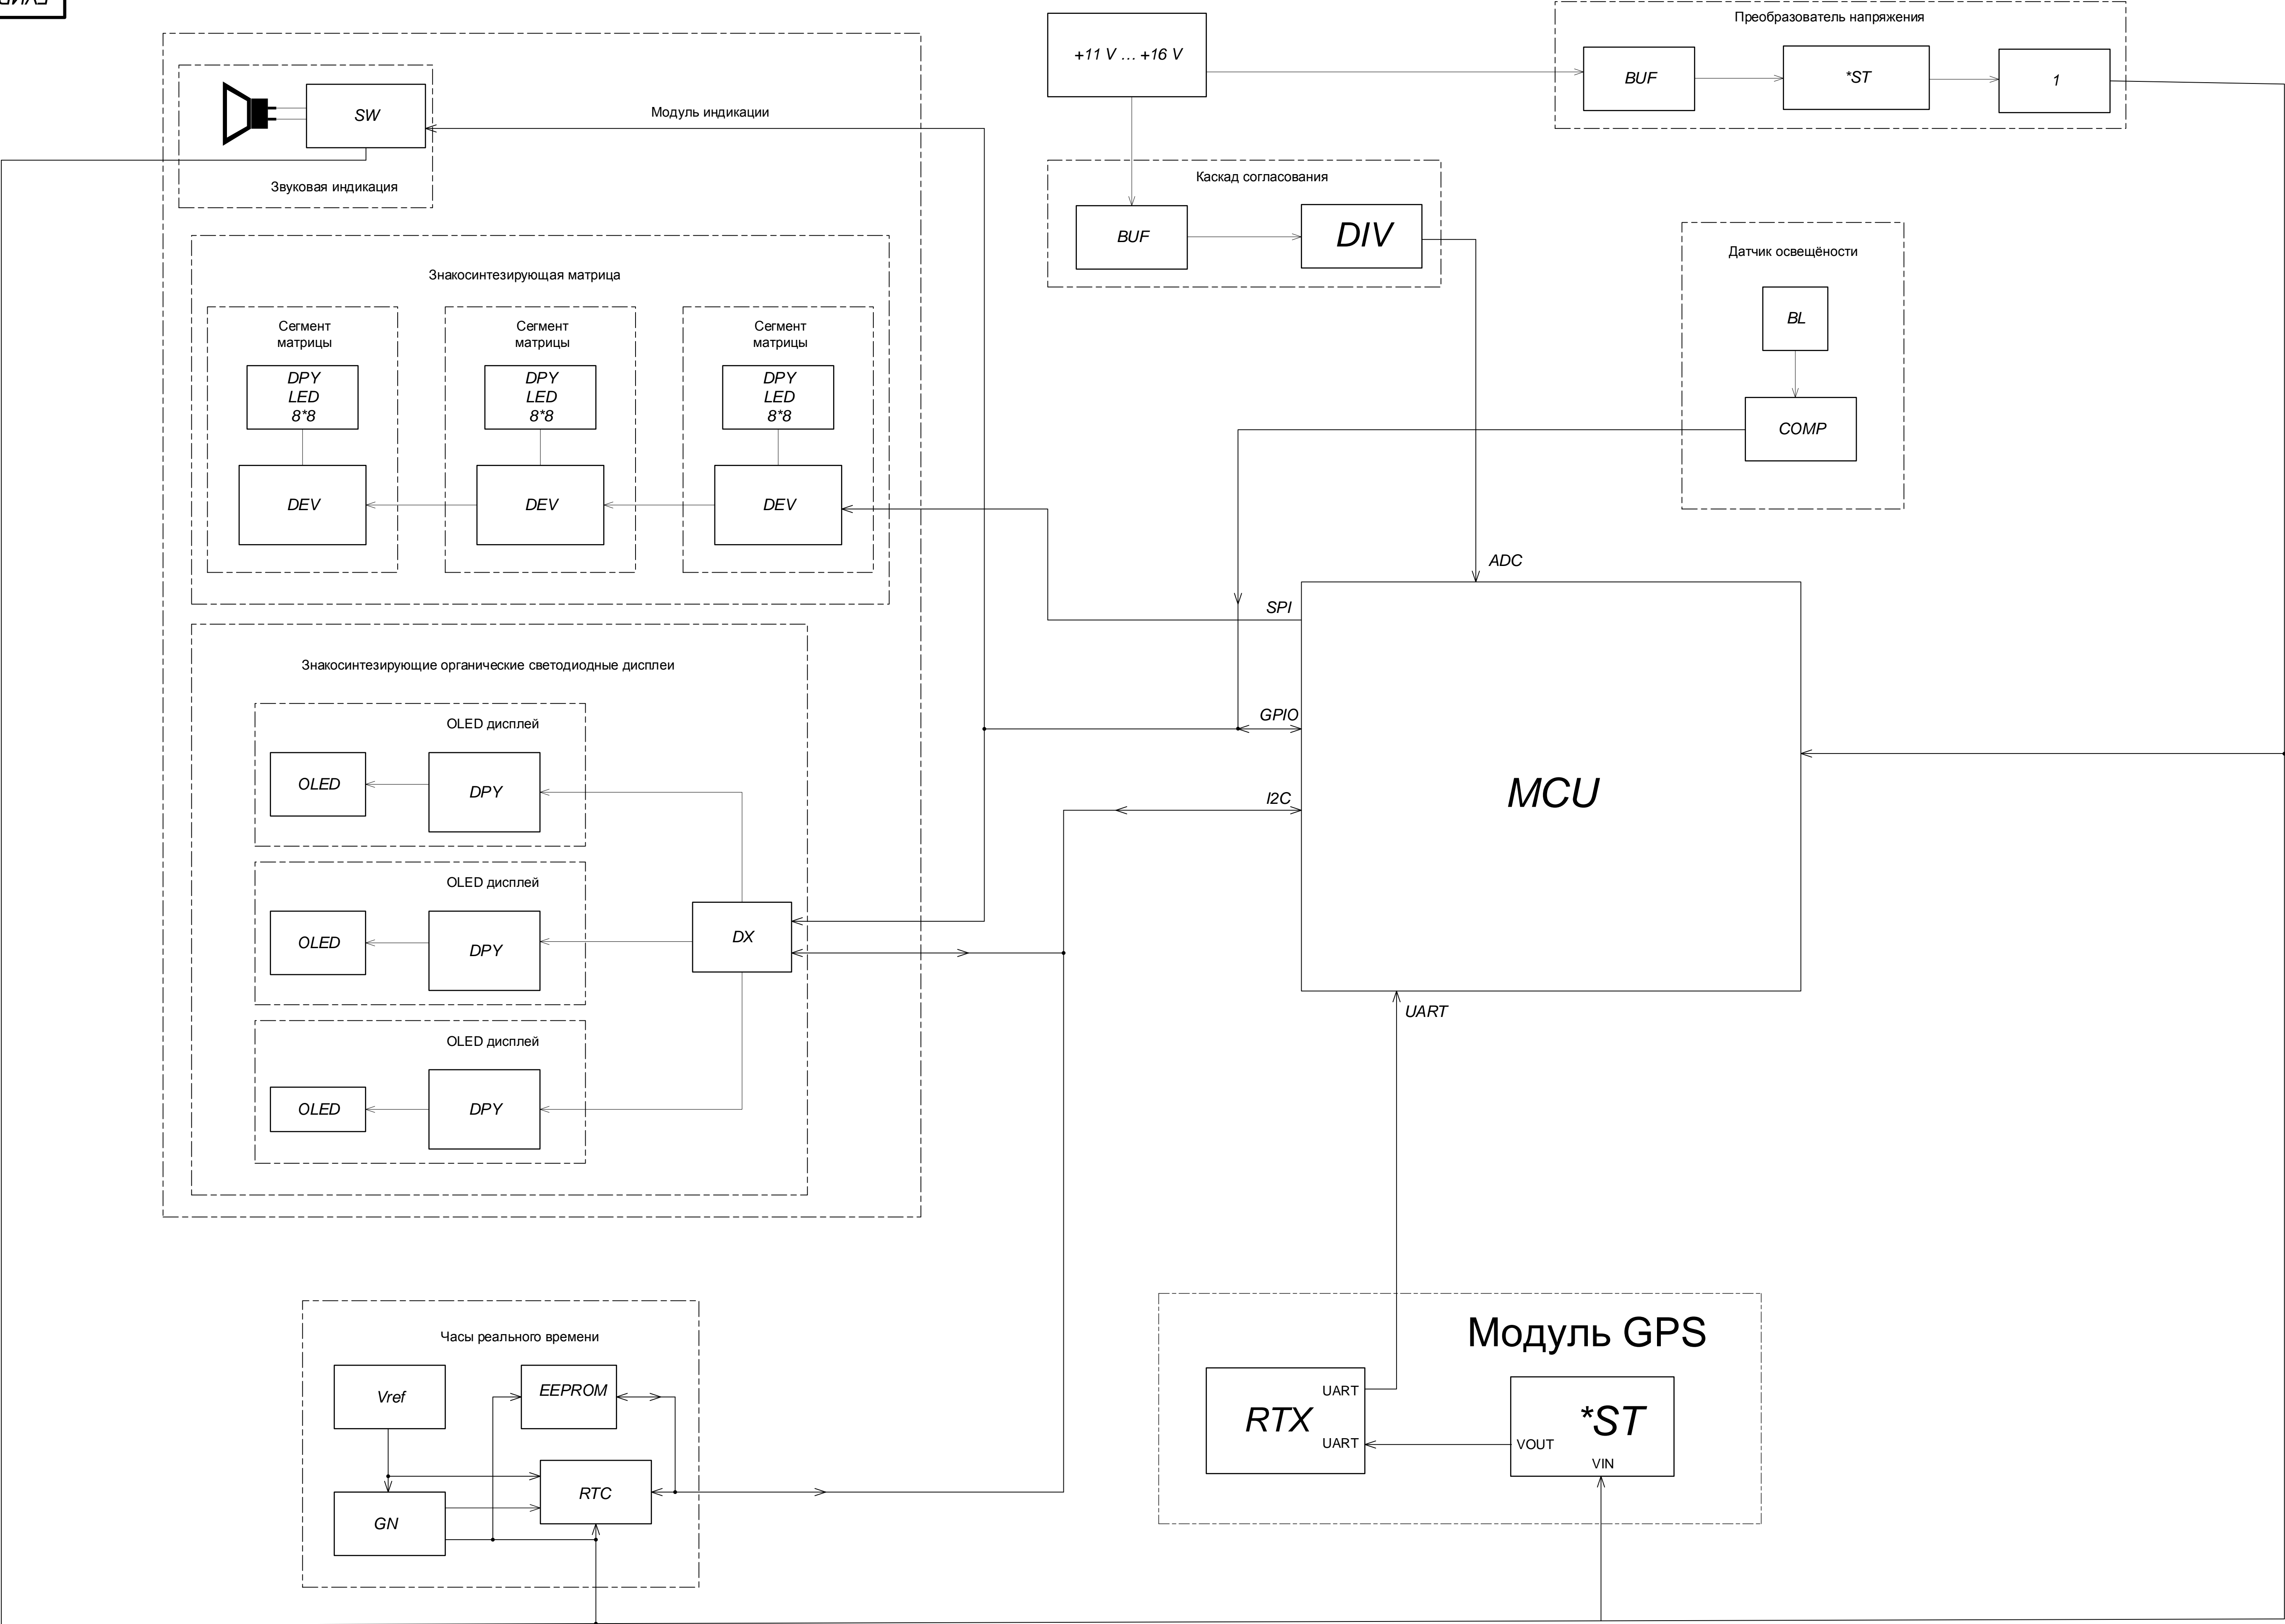 Преобразователь напряжения
+11 V ... +16 V
BUF
*ST
1
SW
Модуль индикации
Звуковая индикация
Каскад согласования
BUF
DIV
Датчик освещёности
BL
COMP
Знакосинтезирующая матрица
Сегмент
матрицы
DPY
LED
8*8
DEV
Сегмент
матрицы
DPY
LED
8*8
DEV
Сегмент
матрицы
DPY
LED
8*8
DEV
ADC
SPI
GPIO
I2C
MCU
UART
Знакосинтезирующие органические светодиодные дисплеи
OLED дисплей
OLED
DPY
OLED дисплей
OLED
DPY
DX
OLED дисплей
OLED
DPY
Часы реального времени
Vref
EEPROM
RTC
GN
Модуль GPS
UART
RTX
UART
*ST
VOUT
VIN